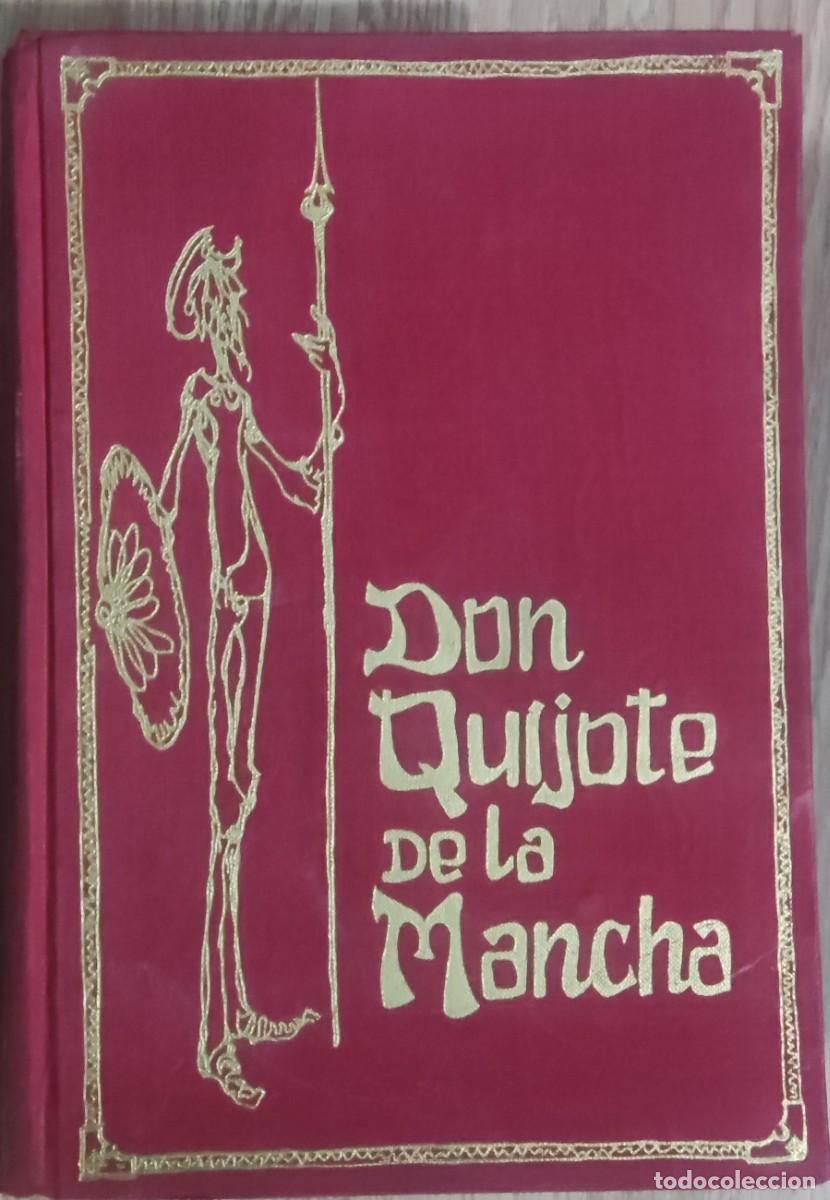 Don
Quijote
de la
Mancha
todocoleccion